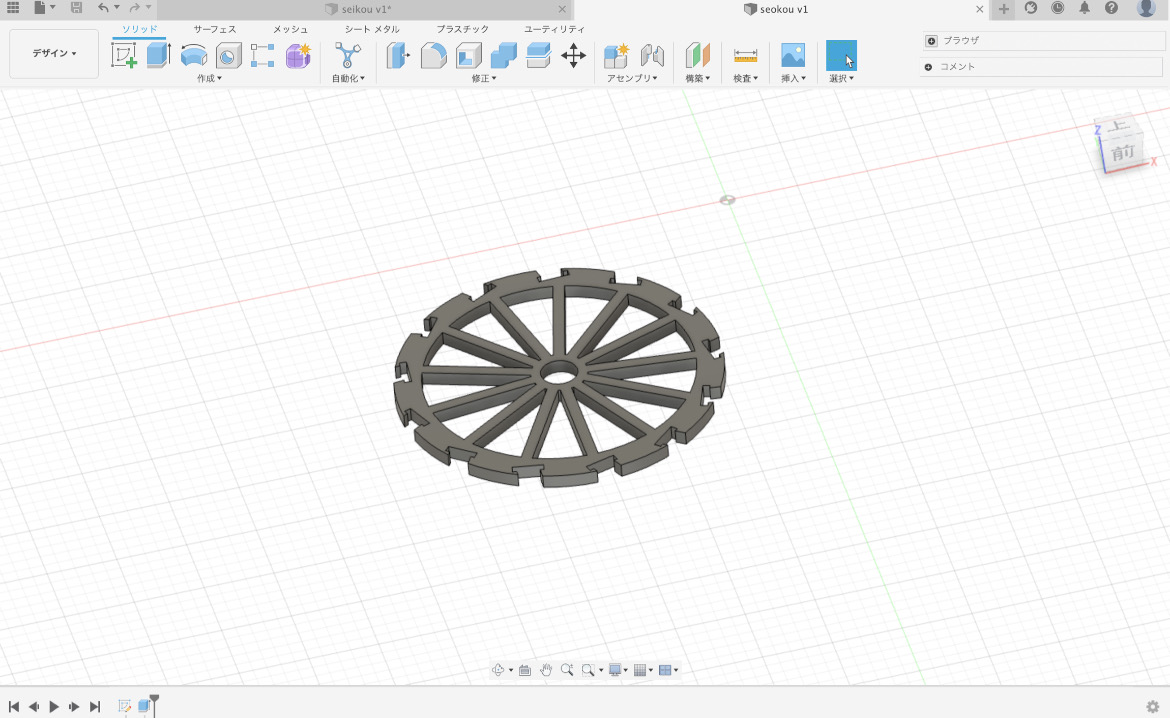 seikou v1*
seokou v1
ソリッド
サーフェス
メッシュ
シート メタル
プラスチック
ユーティリティ
デザイン
作成
自動化
修正
アセンブリ
構築
検査
挿入
選択
ブラウザ
コメント
上
Z
前
X